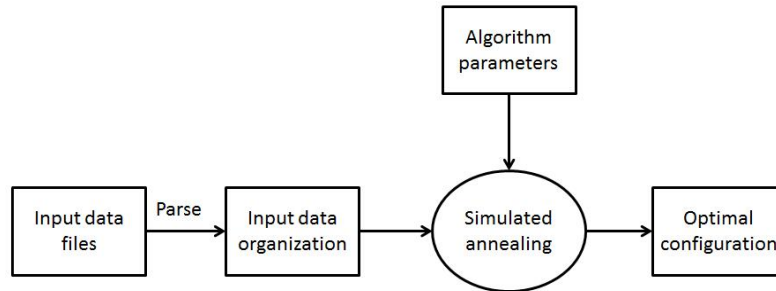 Algorithm
parameters
Input data
files
Parse
Input data
organization
Simulated
annealing
Optimal
configuration